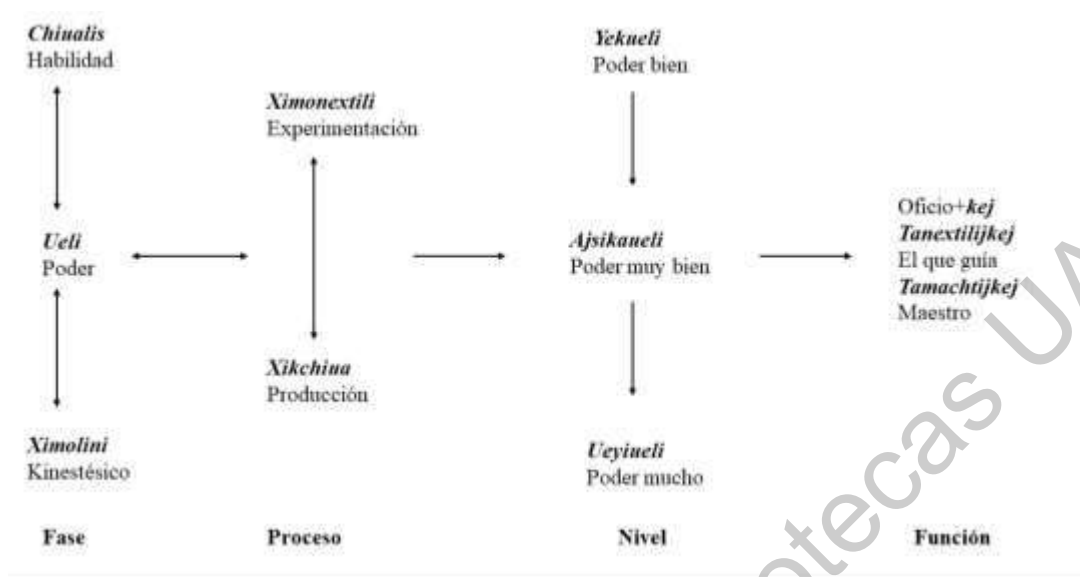 Chiualis
Habilidad
Ueli
Poder
Ximolini
Kinestésico
Fase
Ximonextili
Experimentación
Xikchiua
Producción
Proceso
Yekueli
Poder bien
Ajsikaueli
Poder muy bien
Ueyiueli
Poder mucho
Nivel
Oficio+kej
Tanextilijkej
El que guía
Tamachtijkej
Maestro
Función